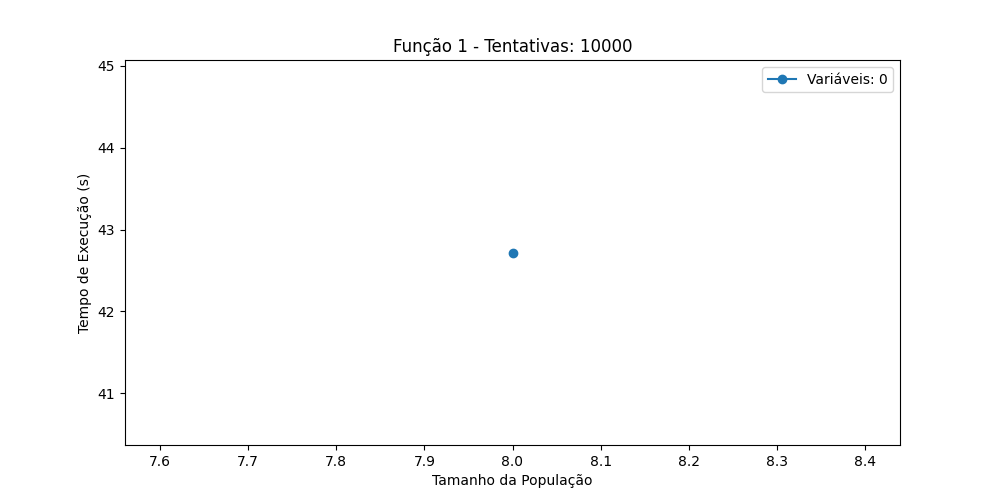 Função 1 - Tentativas: 10000
Variáveis: 0
Tempo de Execução (s)
45
44
43
42
41
7.6 7.7 7.8 7.9 8.0 8.1 8.2 8.3 8.4
Tamanho da População